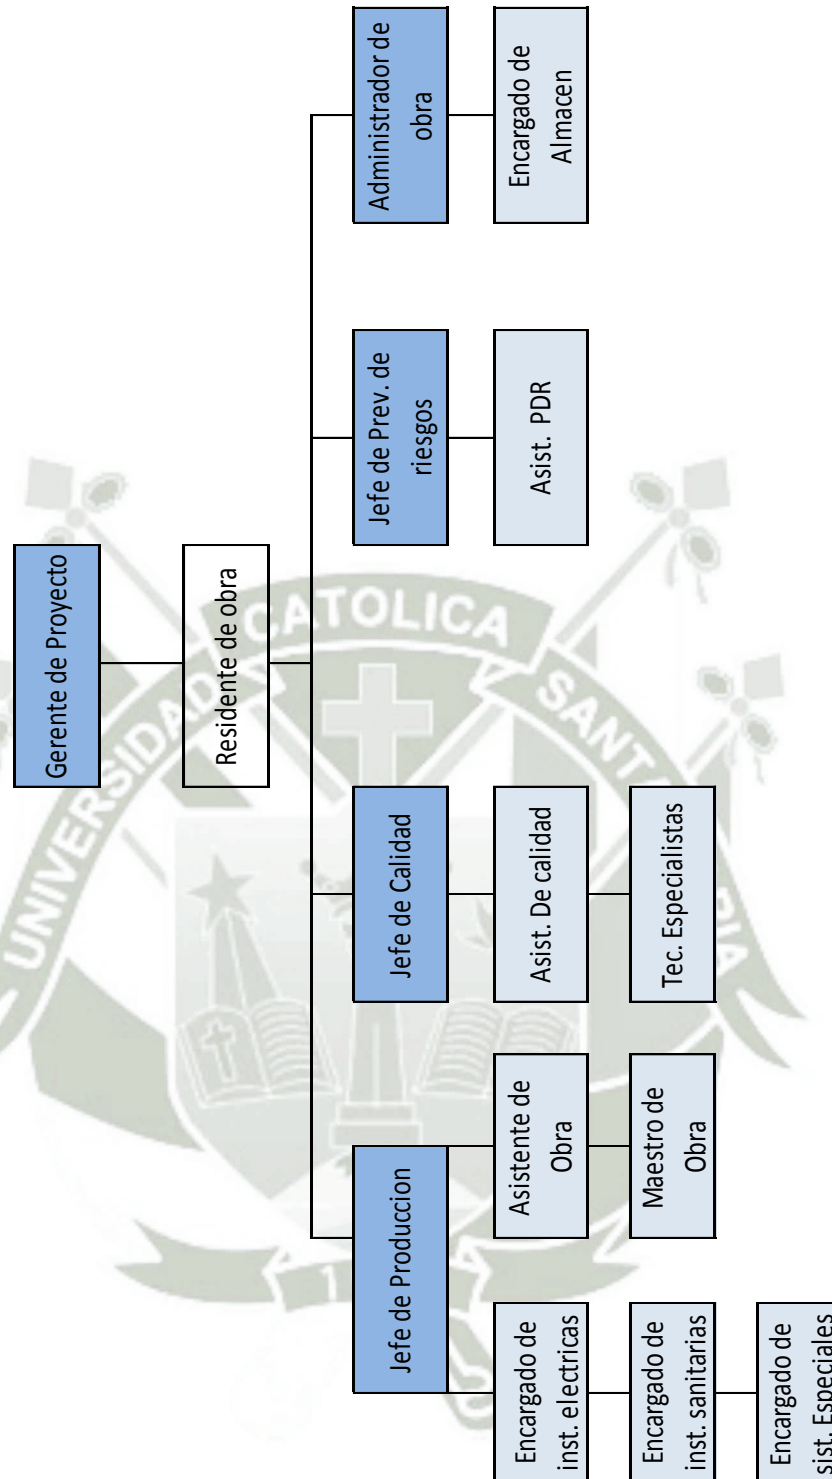 Gerente de Proyecto
Residente de obra
Jefe de Produccion
Jefe de Calidad
Jefe de Prev. de
riesgos
Administrador de
obra
Encargado de
inst. electricas
Asistente de
Obra
Asist. De calidad
Asist. PDR
Encargado de
Almacen
Encargado de
inst. sanitarias
Maestro de
Obra
Tec. Especialistas
Encargado de
sist. Especiales
UNIVERSIDAD
CATOLICA
SANTA
RIA
1